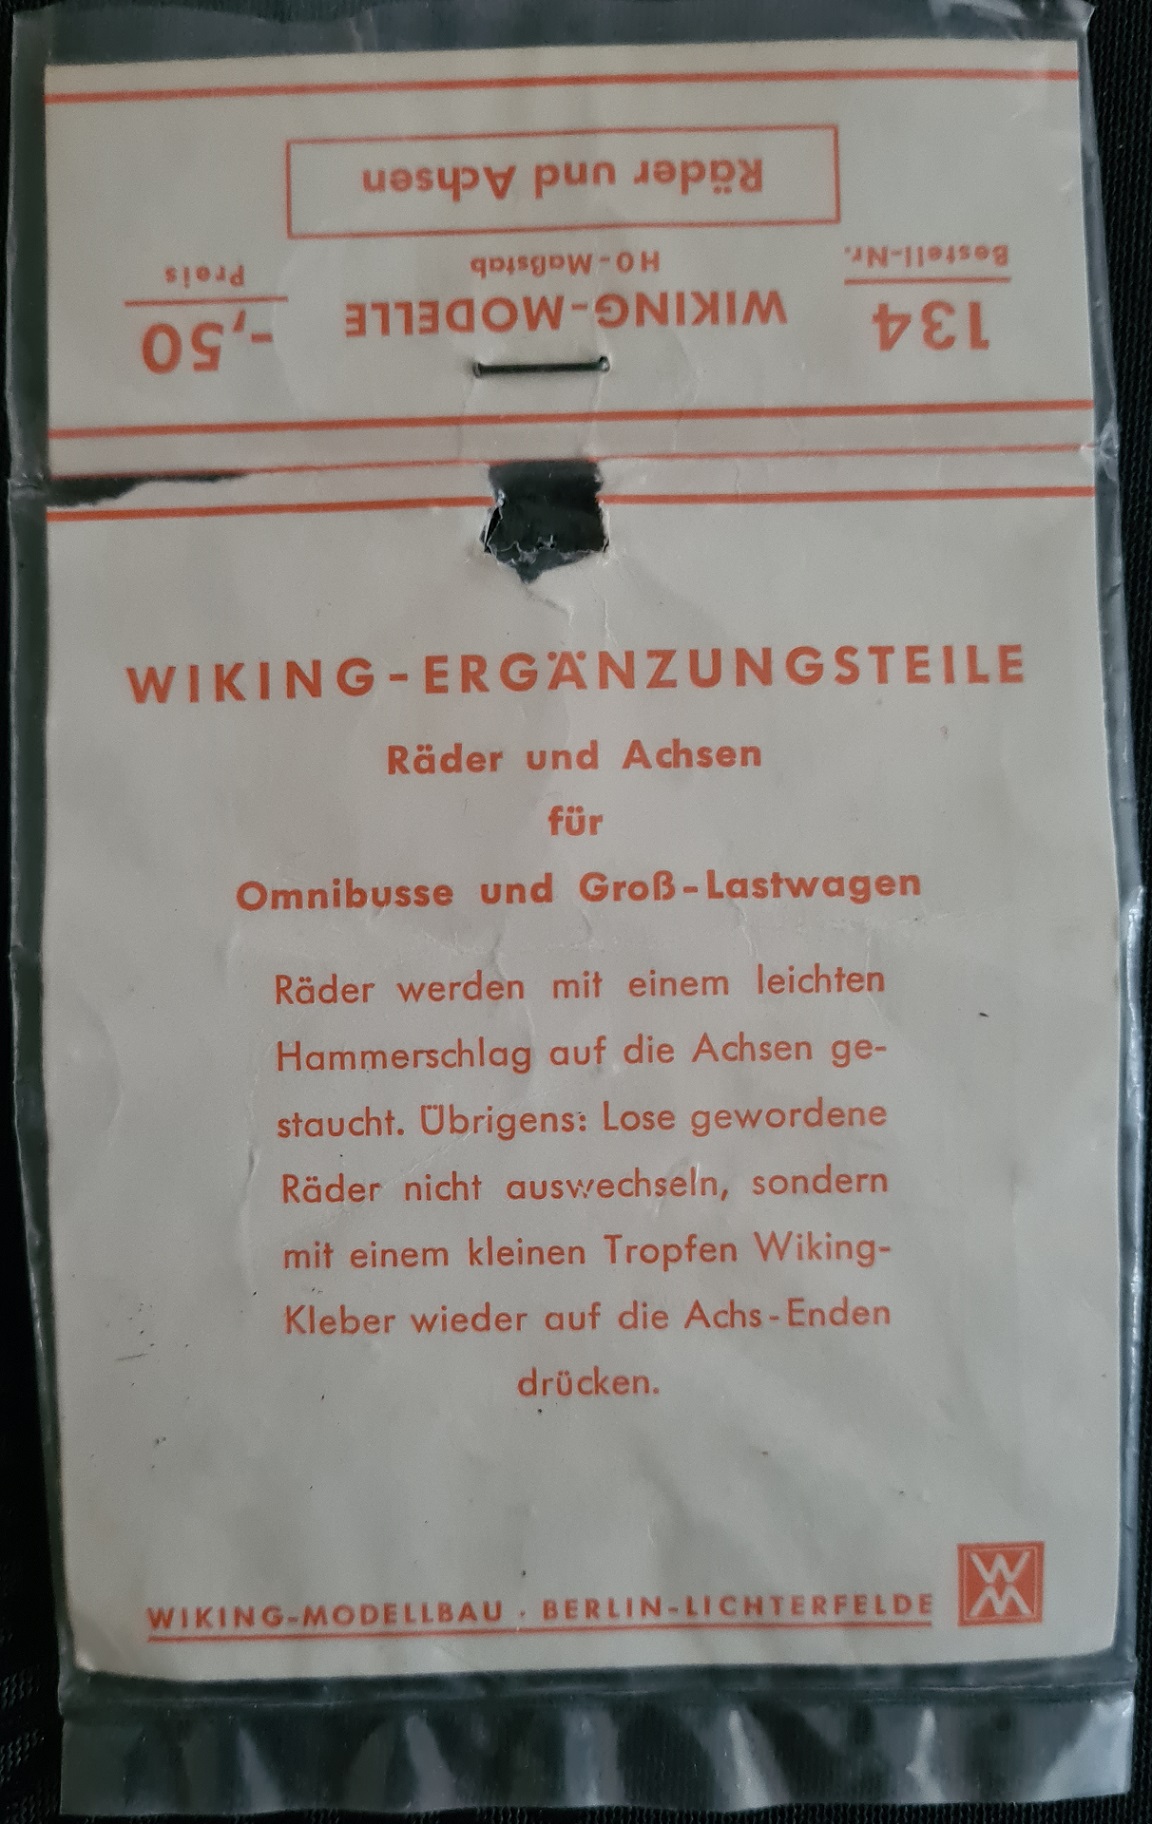 Räder und Achsen
Bestell-Nr.
134
WIKING-MODELLE
H0-Maßstab
Preis
-,50
WIKING-ERGÄNZUNGSTEILE
Räder und Achsen
für
Omnibusse und Groß-Lastwagen
Räder werden mit einem leichten
Hammerschlag auf die Achsen ge-
staucht. Übrigens: Lose gewordene
Räder nicht auswechseln, sondern
mit einem kleinen Tropfen Wiking-
Kleber wieder auf die Achs-Enden
drücken.
WIKING-MODELLBAU · BERLIN-LICHTERFELDE
WM